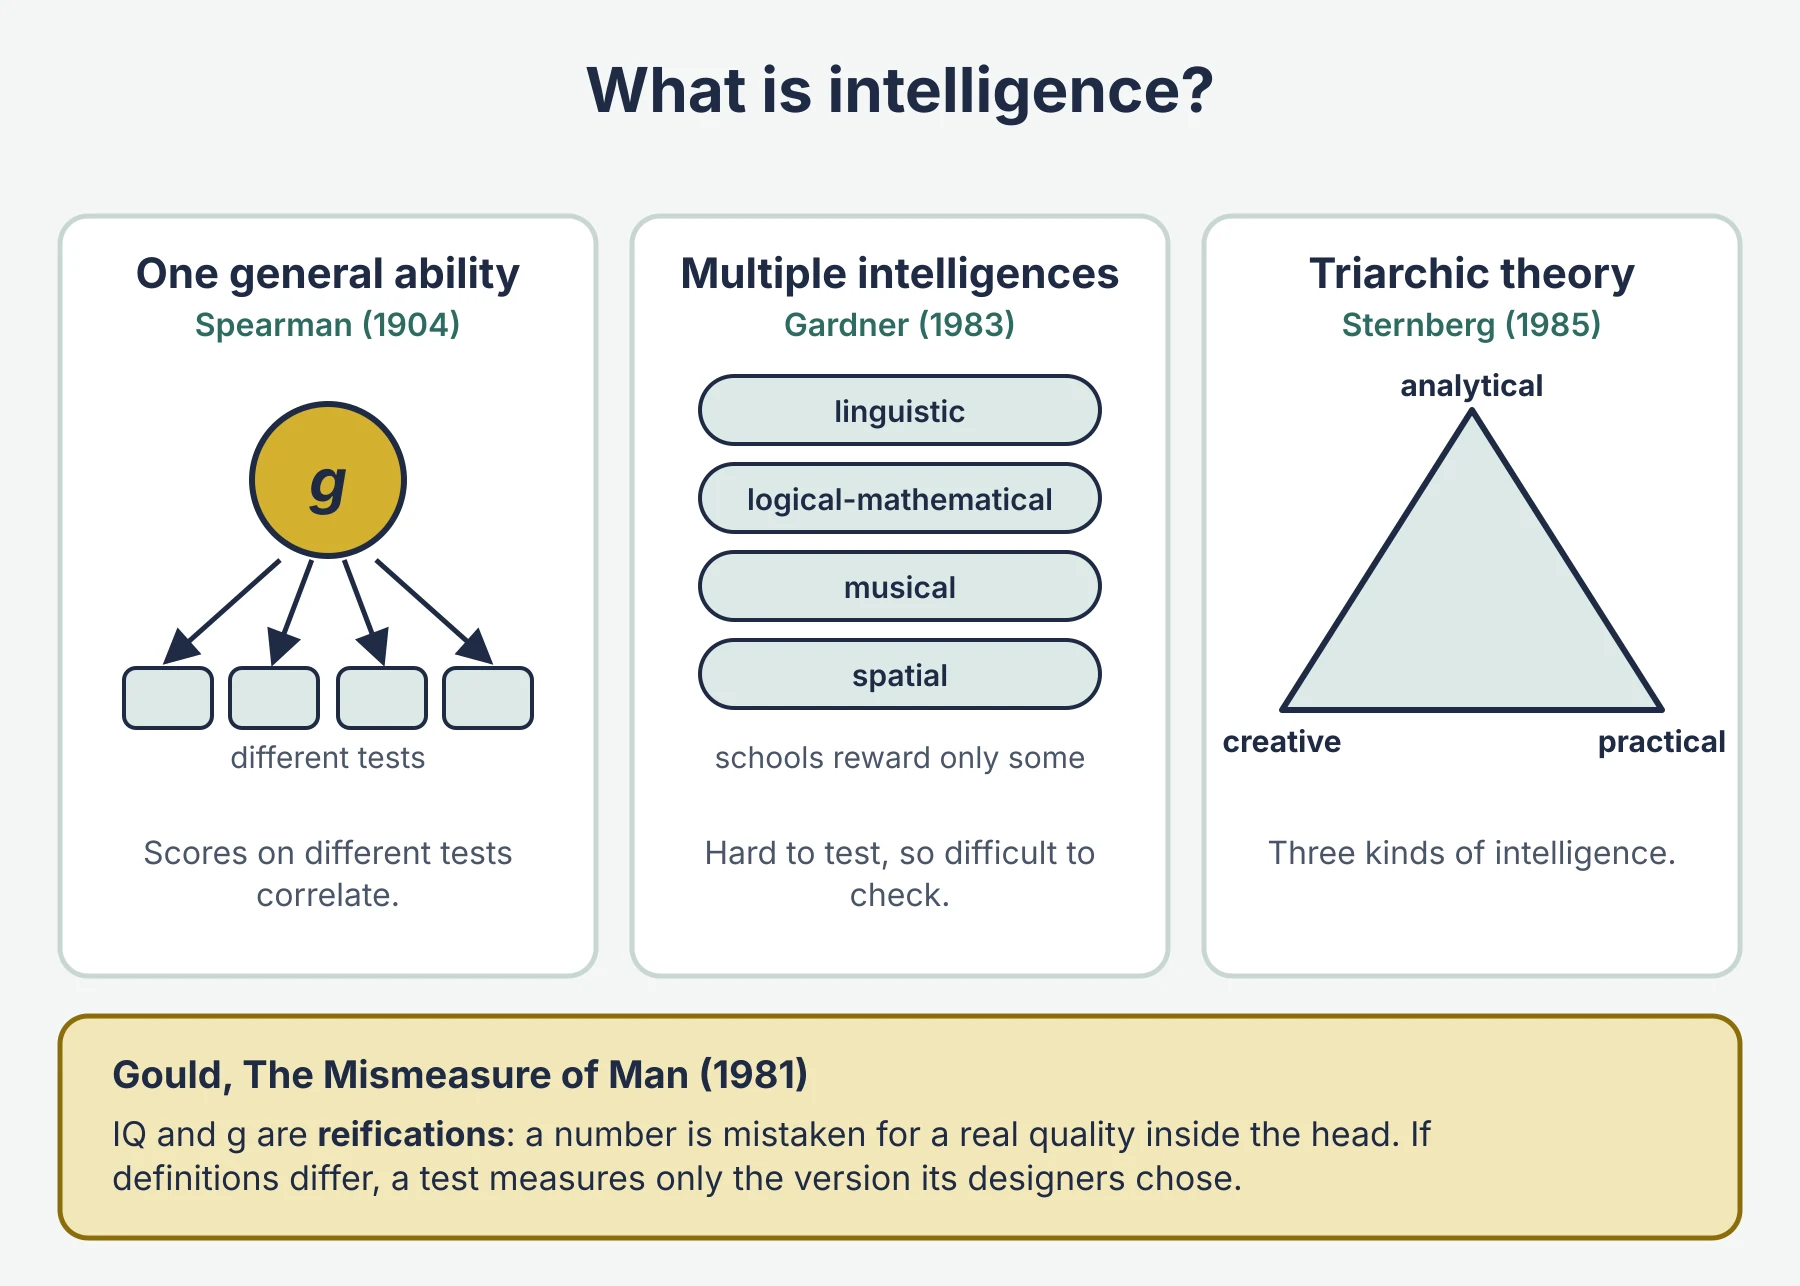 What is intelligence?
One general ability
Spearman (1904)
g
different tests
Scores on different tests
correlate.
Multiple intelligences
Gardner (1983)
linguistic
logical-mathematical
musical
spatial
schools reward only some
Hard to test, so difficult to
check.
Triarchic theory
Sternberg (1985)
analytical
creative
practical
Three kinds of intelligence.
Gould, The Mismeasure of Man (1981)
IQ and g are reifications: a number is mistaken for a real quality inside the head. If
definitions differ, a test measures only the version its designers chose.